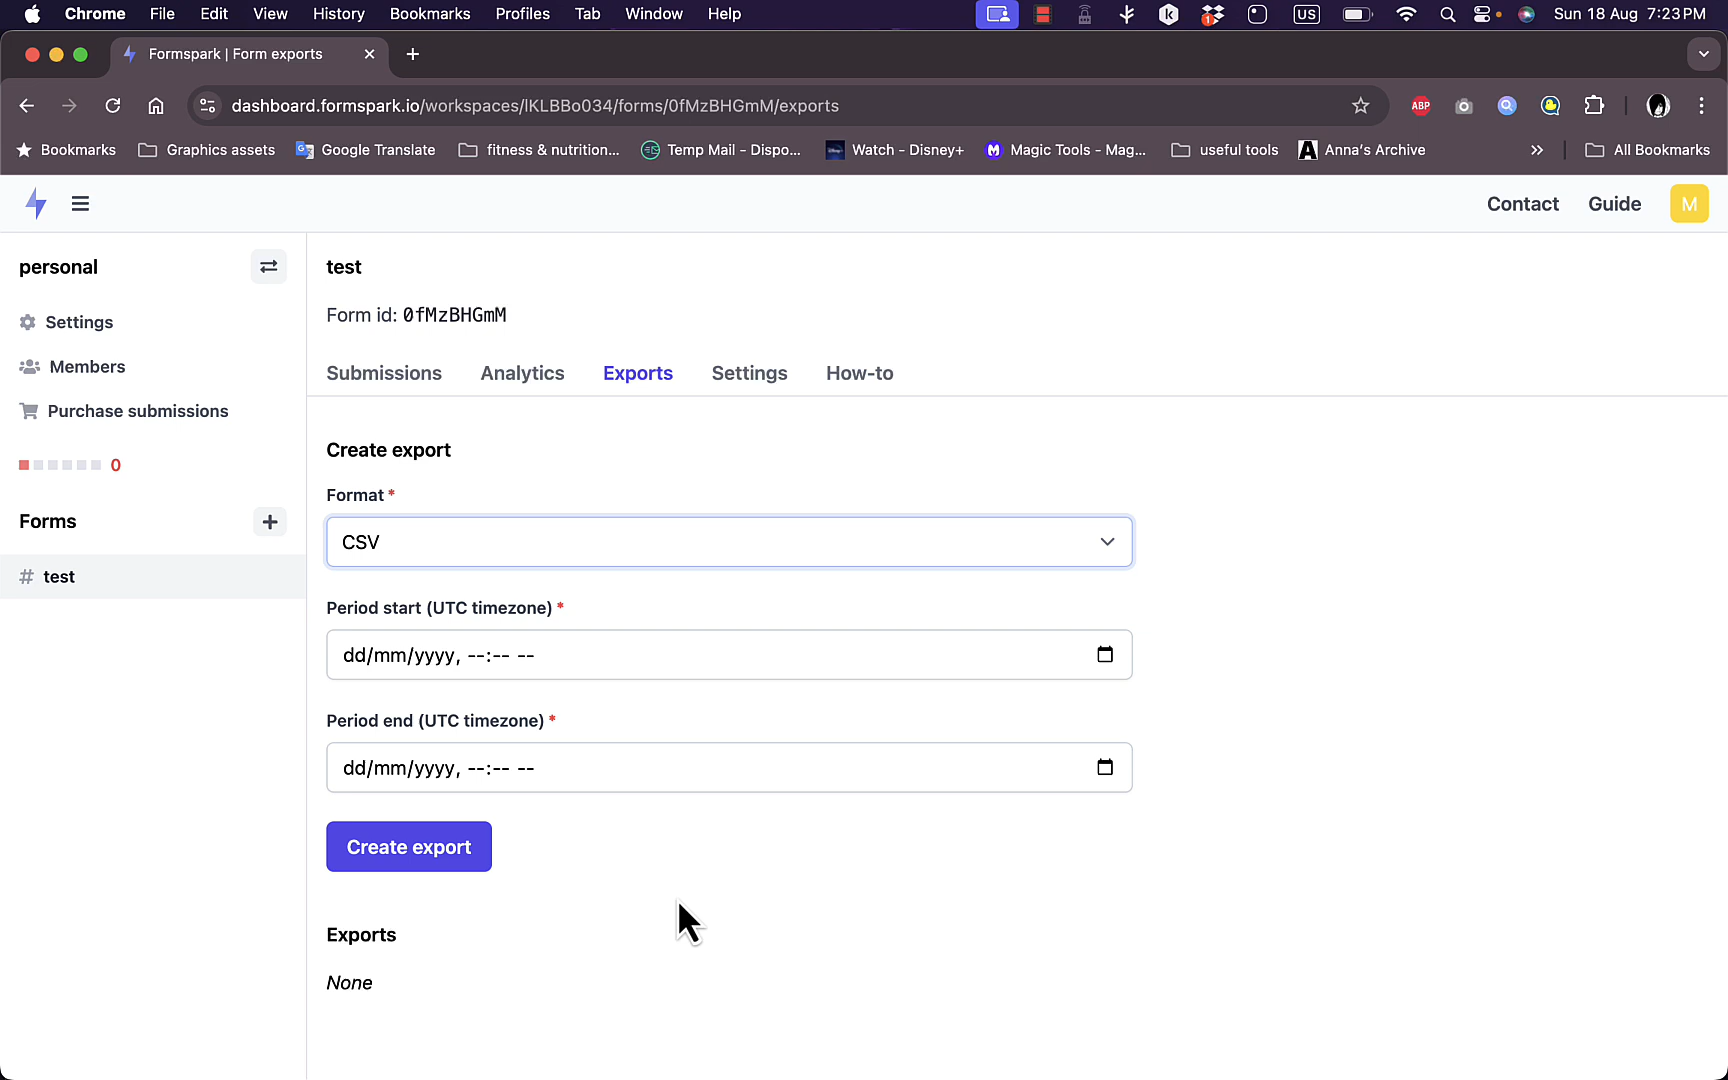 Chrome File Edit View History Bookmarks Profiles Tab Window Help US Sun 18 Aug 7:23 PM
Formspark | Form exports
dashboard.formspark.io/workspaces/lKLBBo034/forms/0fMzBHGmM/exports ABP
Bookmarks Graphics assets Google Translate fitness & nutrition... Temp Mail - Dispo... Watch - Disney+ Magic Tools - Mag... useful tools Anna's Archive All Bookmarks
Contact Guide M
personal
Settings
Members
Purchase submissions
0
Forms
# test
test
Form id: 0fMzBHGmM
Submissions Analytics Exports Settings How-to
Create export
Format *
CSV
Period start (UTC timezone) *
dd/mm/yyyy, --:-- --
Period end (UTC timezone) *
dd/mm/yyyy, --:-- --
Create export
Exports
None